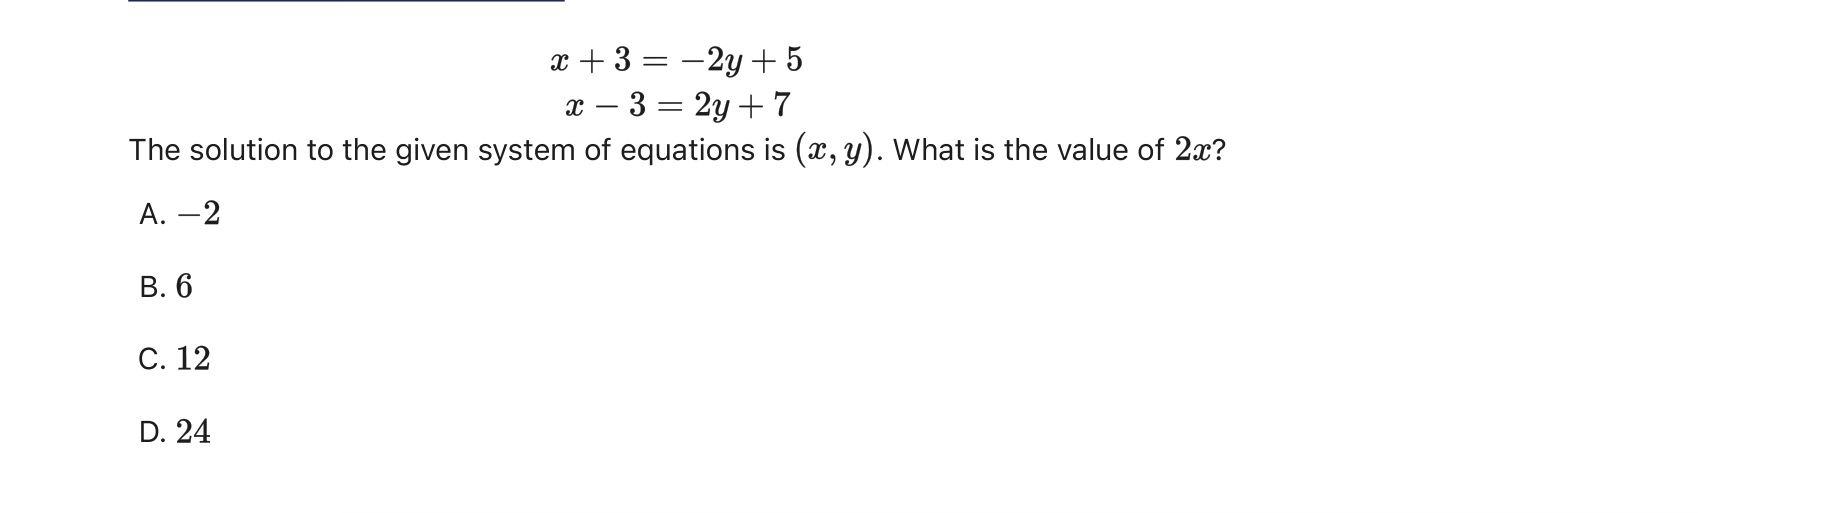 x + 3 = −2y + 5
x − 3 = 2y + 7
The solution to the given system of equations is (x, y). What is the value of 2x?
A. −2
B. 6
C. 12
D. 24